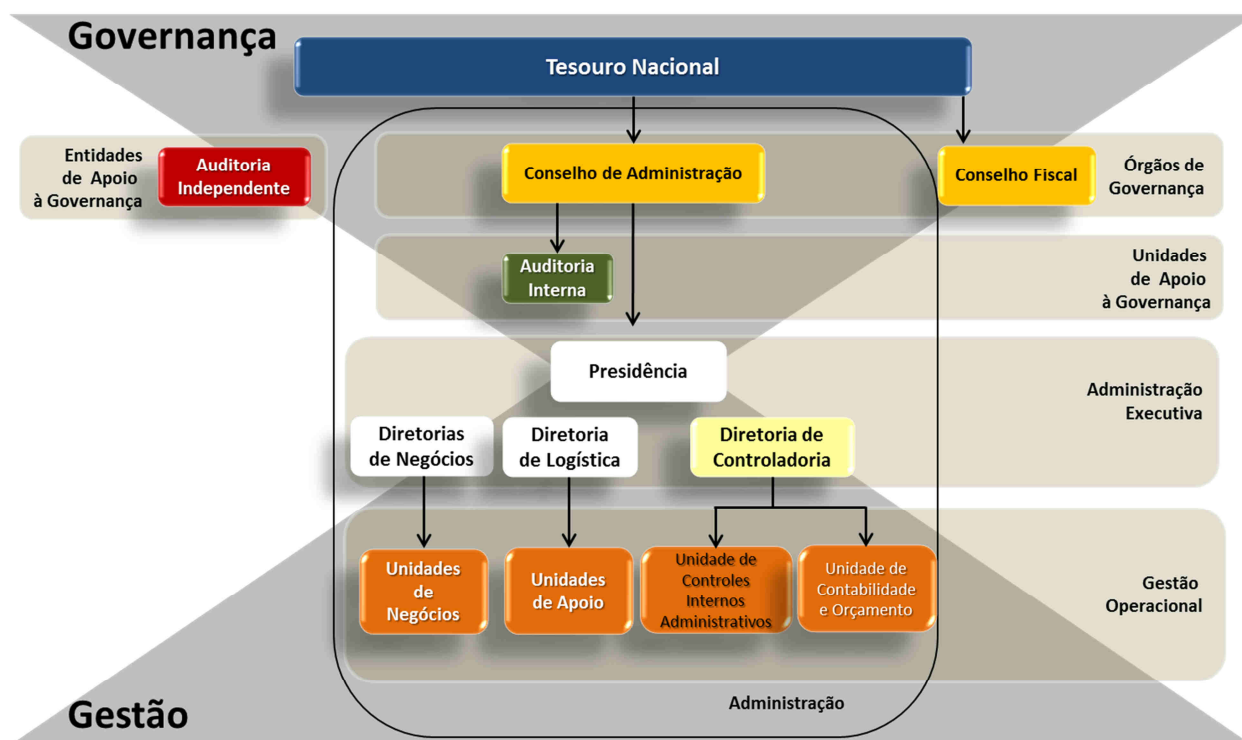 Governança
Tesouro Nacional
Entidades
de Apoio
à Governança
Auditoria
Independente
Conselho de Administração
Conselho Fiscal
Órgãos de
Governança
Auditoria
Interna
Unidades
de Apoio
à Governança
Presidência
Administração
Executiva
Diretorias
de Negócios
Diretoria
de Logística
Diretoria de
Controladoria
Unidades
de
Negócios
Unidades
de Apoio
Unidade de
Controles
Internos
Administrativos
Unidade de
Contabilidade
e Orçamento
Gestão
Operacional
Administração
Gestão